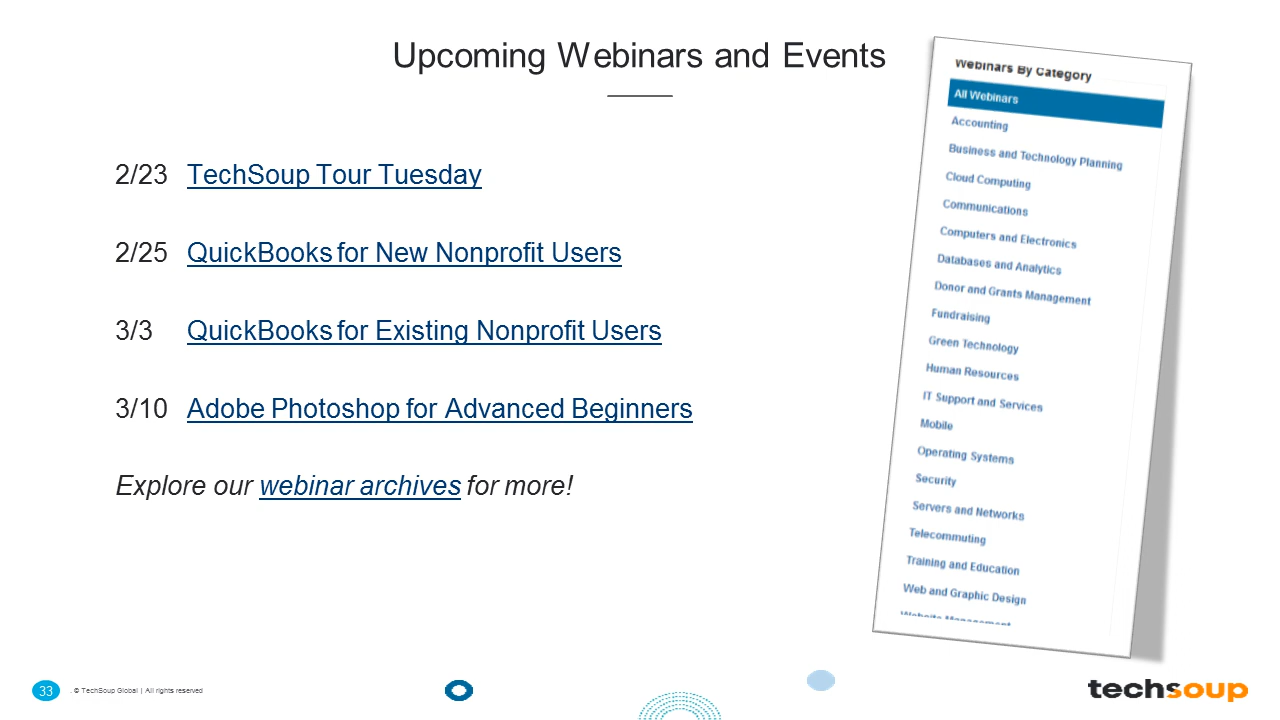 Upcoming Webinars and Events
2/23 TechSoup Tour Tuesday
2/25 QuickBooks for New Nonprofit Users
3/3 QuickBooks for Existing Nonprofit Users
3/10 Adobe Photoshop for Advanced Beginners
Explore our webinar archives for more!
Webinars By Category
All Webinars
Accounting
Business and Technology Planning
Cloud Computing
Communications
Computers and Electronics
Databases and Analytics
Donor and Grants Management
Fundraising
Green Technology
Human Resources
IT Support and Services
Mobile
Operating Systems
Security
Servers and Networks
Telecommuting
Training and Education
Web and Graphic Design
Website Management
33 . © TechSoup Global | All rights reserved
techsoup